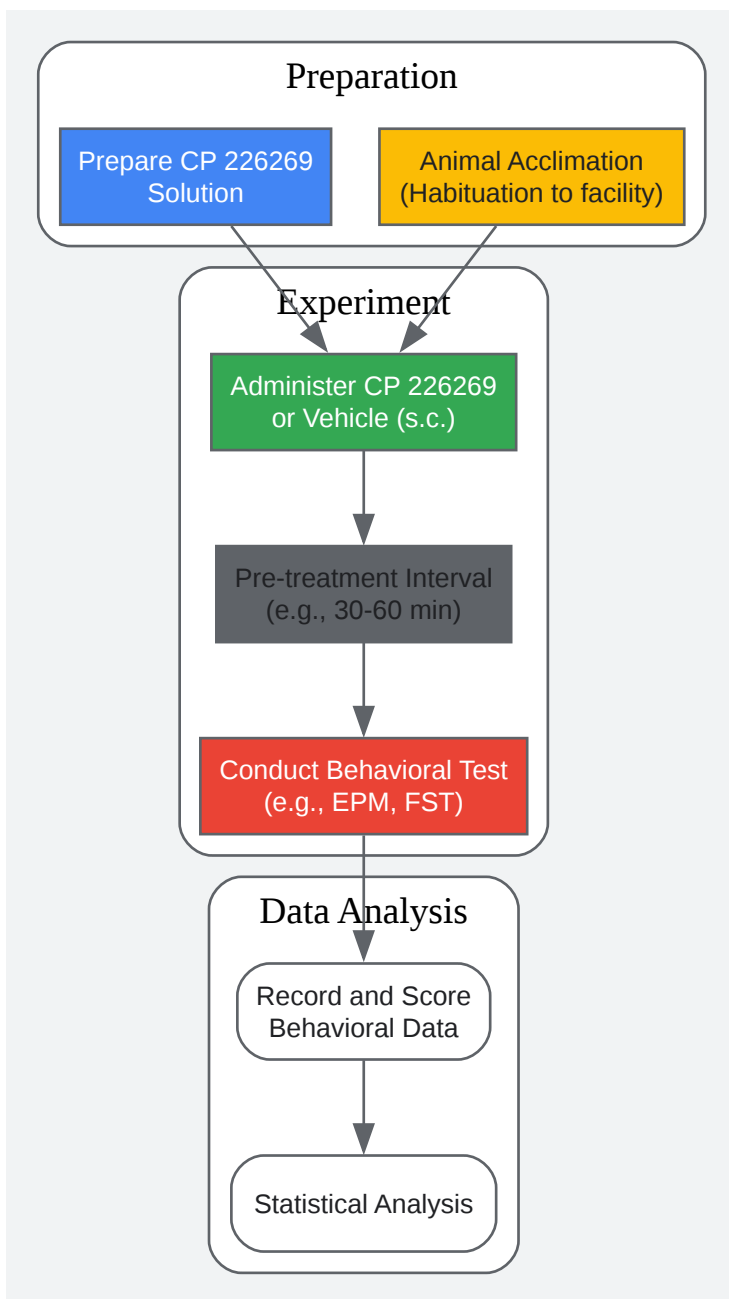 Preparation
Prepare CP 226269
Solution
Animal Acclimation
(Habituation to facility)
Experiment
Administer CP 226269
or Vehicle (s.c.)
Pre-treatment Interval
(e.g., 30-60 min)
Conduct Behavioral Test
(e.g., EPM, FST)
Data Analysis
Record and Score
Behavioral Data
Statistical Analysis